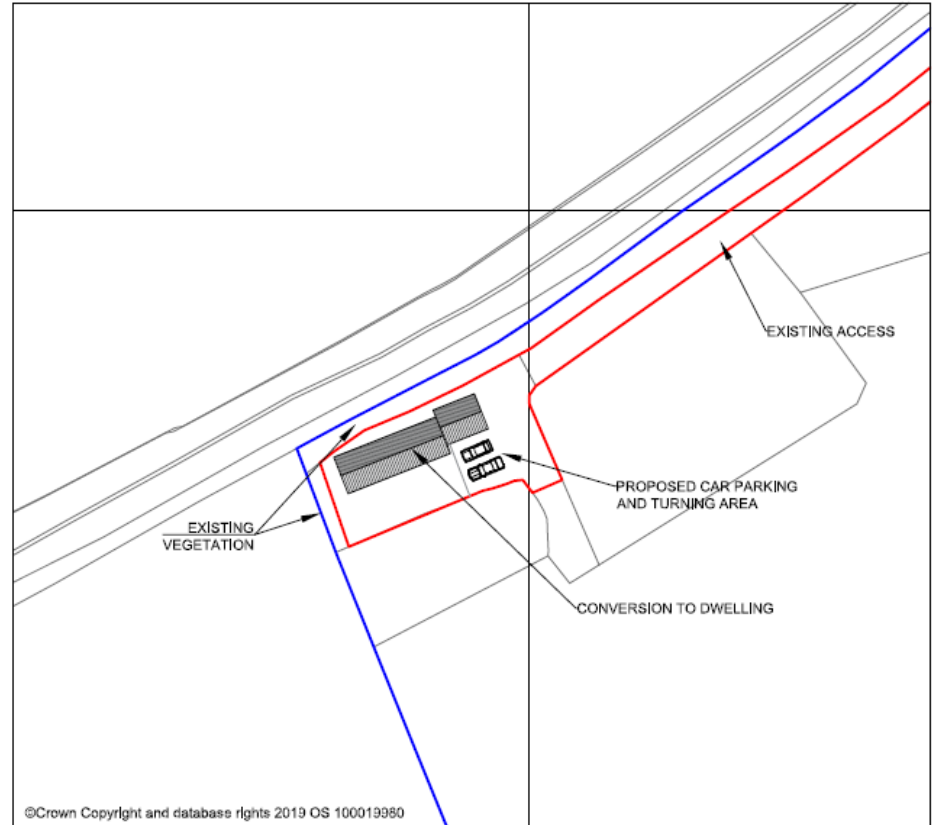 EXISTING ACCESS
PROPOSED CAR PARKING
AND TURNING AREA
EXISTING
VEGETATION
CONVERSION TO DWELLING
©Crown Copyright and database rights 2019 OS 100019980